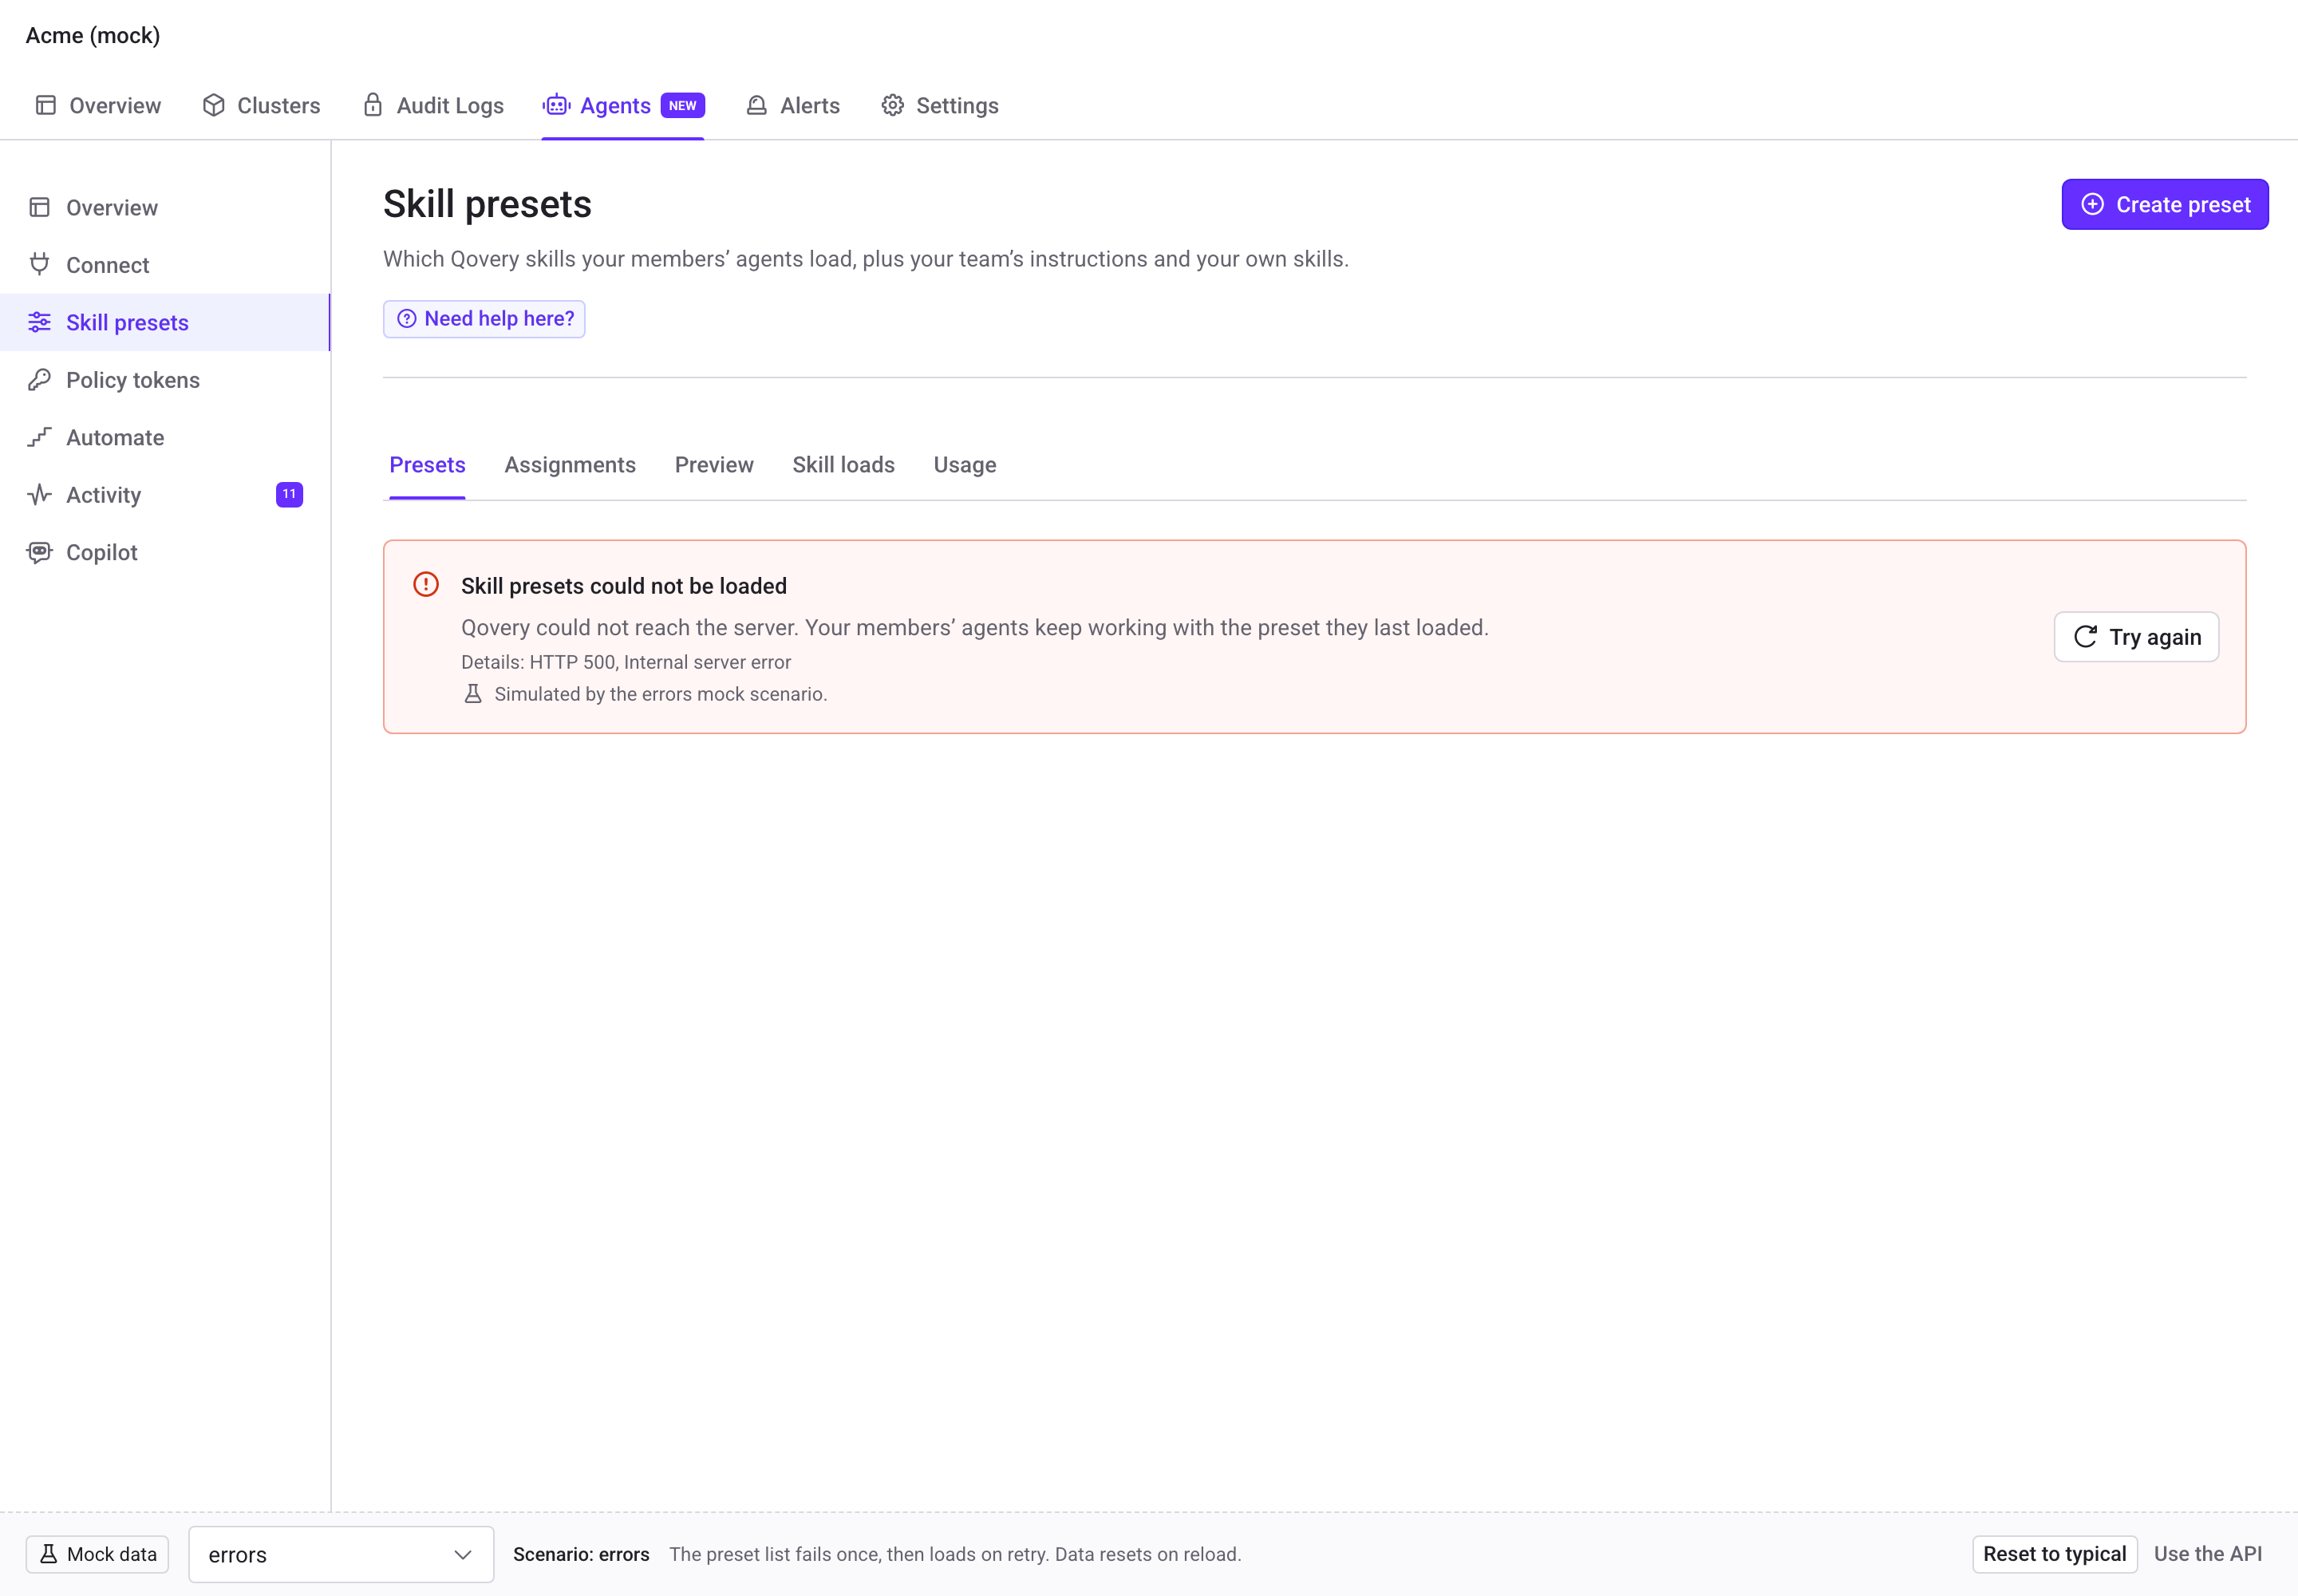 Acme (mock)
Overview
Clusters
Audit Logs
Agents NEW
Alerts
Settings
Overview
Connect
Skill presets
Policy tokens
Automate
Activity 11
Copilot
Skill presets
Create preset
Which Qovery skills your members’ agents load, plus your team’s instructions and your own skills.
Need help here?
Presets
Assignments
Preview
Skill loads
Usage
Skill presets could not be loaded
Qovery could not reach the server. Your members’ agents keep working with the preset they last loaded.
Details: HTTP 500, Internal server error
Simulated by the errors mock scenario.
Try again
Mock data
errors
Scenario: errors
The preset list fails once, then loads on retry. Data resets on reload.
Reset to typical
Use the API